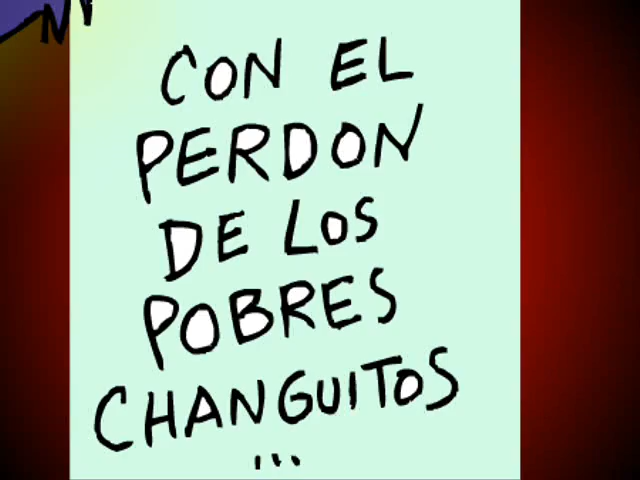 CON EL
PERDON
DE LOS
POBRES
CHANGUITOS
...